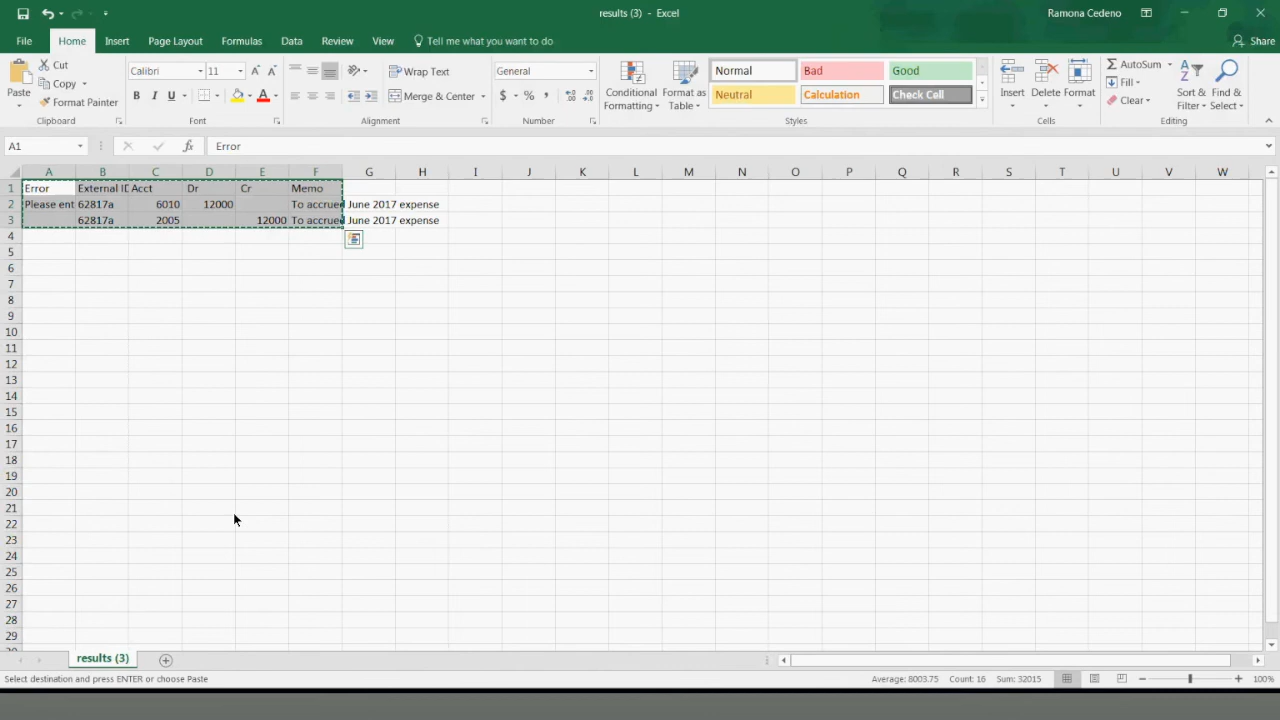 results (3) - Excel
Ramona Cedeno
File Home Insert Page Layout Formulas Data Review View Tell me what you want to do Share
Paste
Cut
Copy
Format Painter
Clipboard
Calibri 11
B I U
Font
Wrap Text
Merge & Center
Alignment
General
$ % ,
Number
Conditional Formatting
Format as Table
Normal Bad Good
Neutral Calculation Check Cell
Styles
Insert Delete Format
Cells
AutoSum
Fill
Clear
Sort & Filter
Find & Select
Editing
A1 fx Error
A B C D E F G H I J K L M N O P Q R S T U V W
1 Error External ID Acct Dr Cr Memo
2 Please ent 62817a 6010 12000 To accrued June 2017 expense
3 62817a 2005 12000 To accrued June 2017 expense
4
5
6
7
8
9
10
11
12
13
14
15
16
17
18
19
20
21
22
23
24
25
26
27
28
29
results (3)
Select destination and press ENTER or choose Paste Average: 8003.75 Count: 16 Sum: 32015 100%